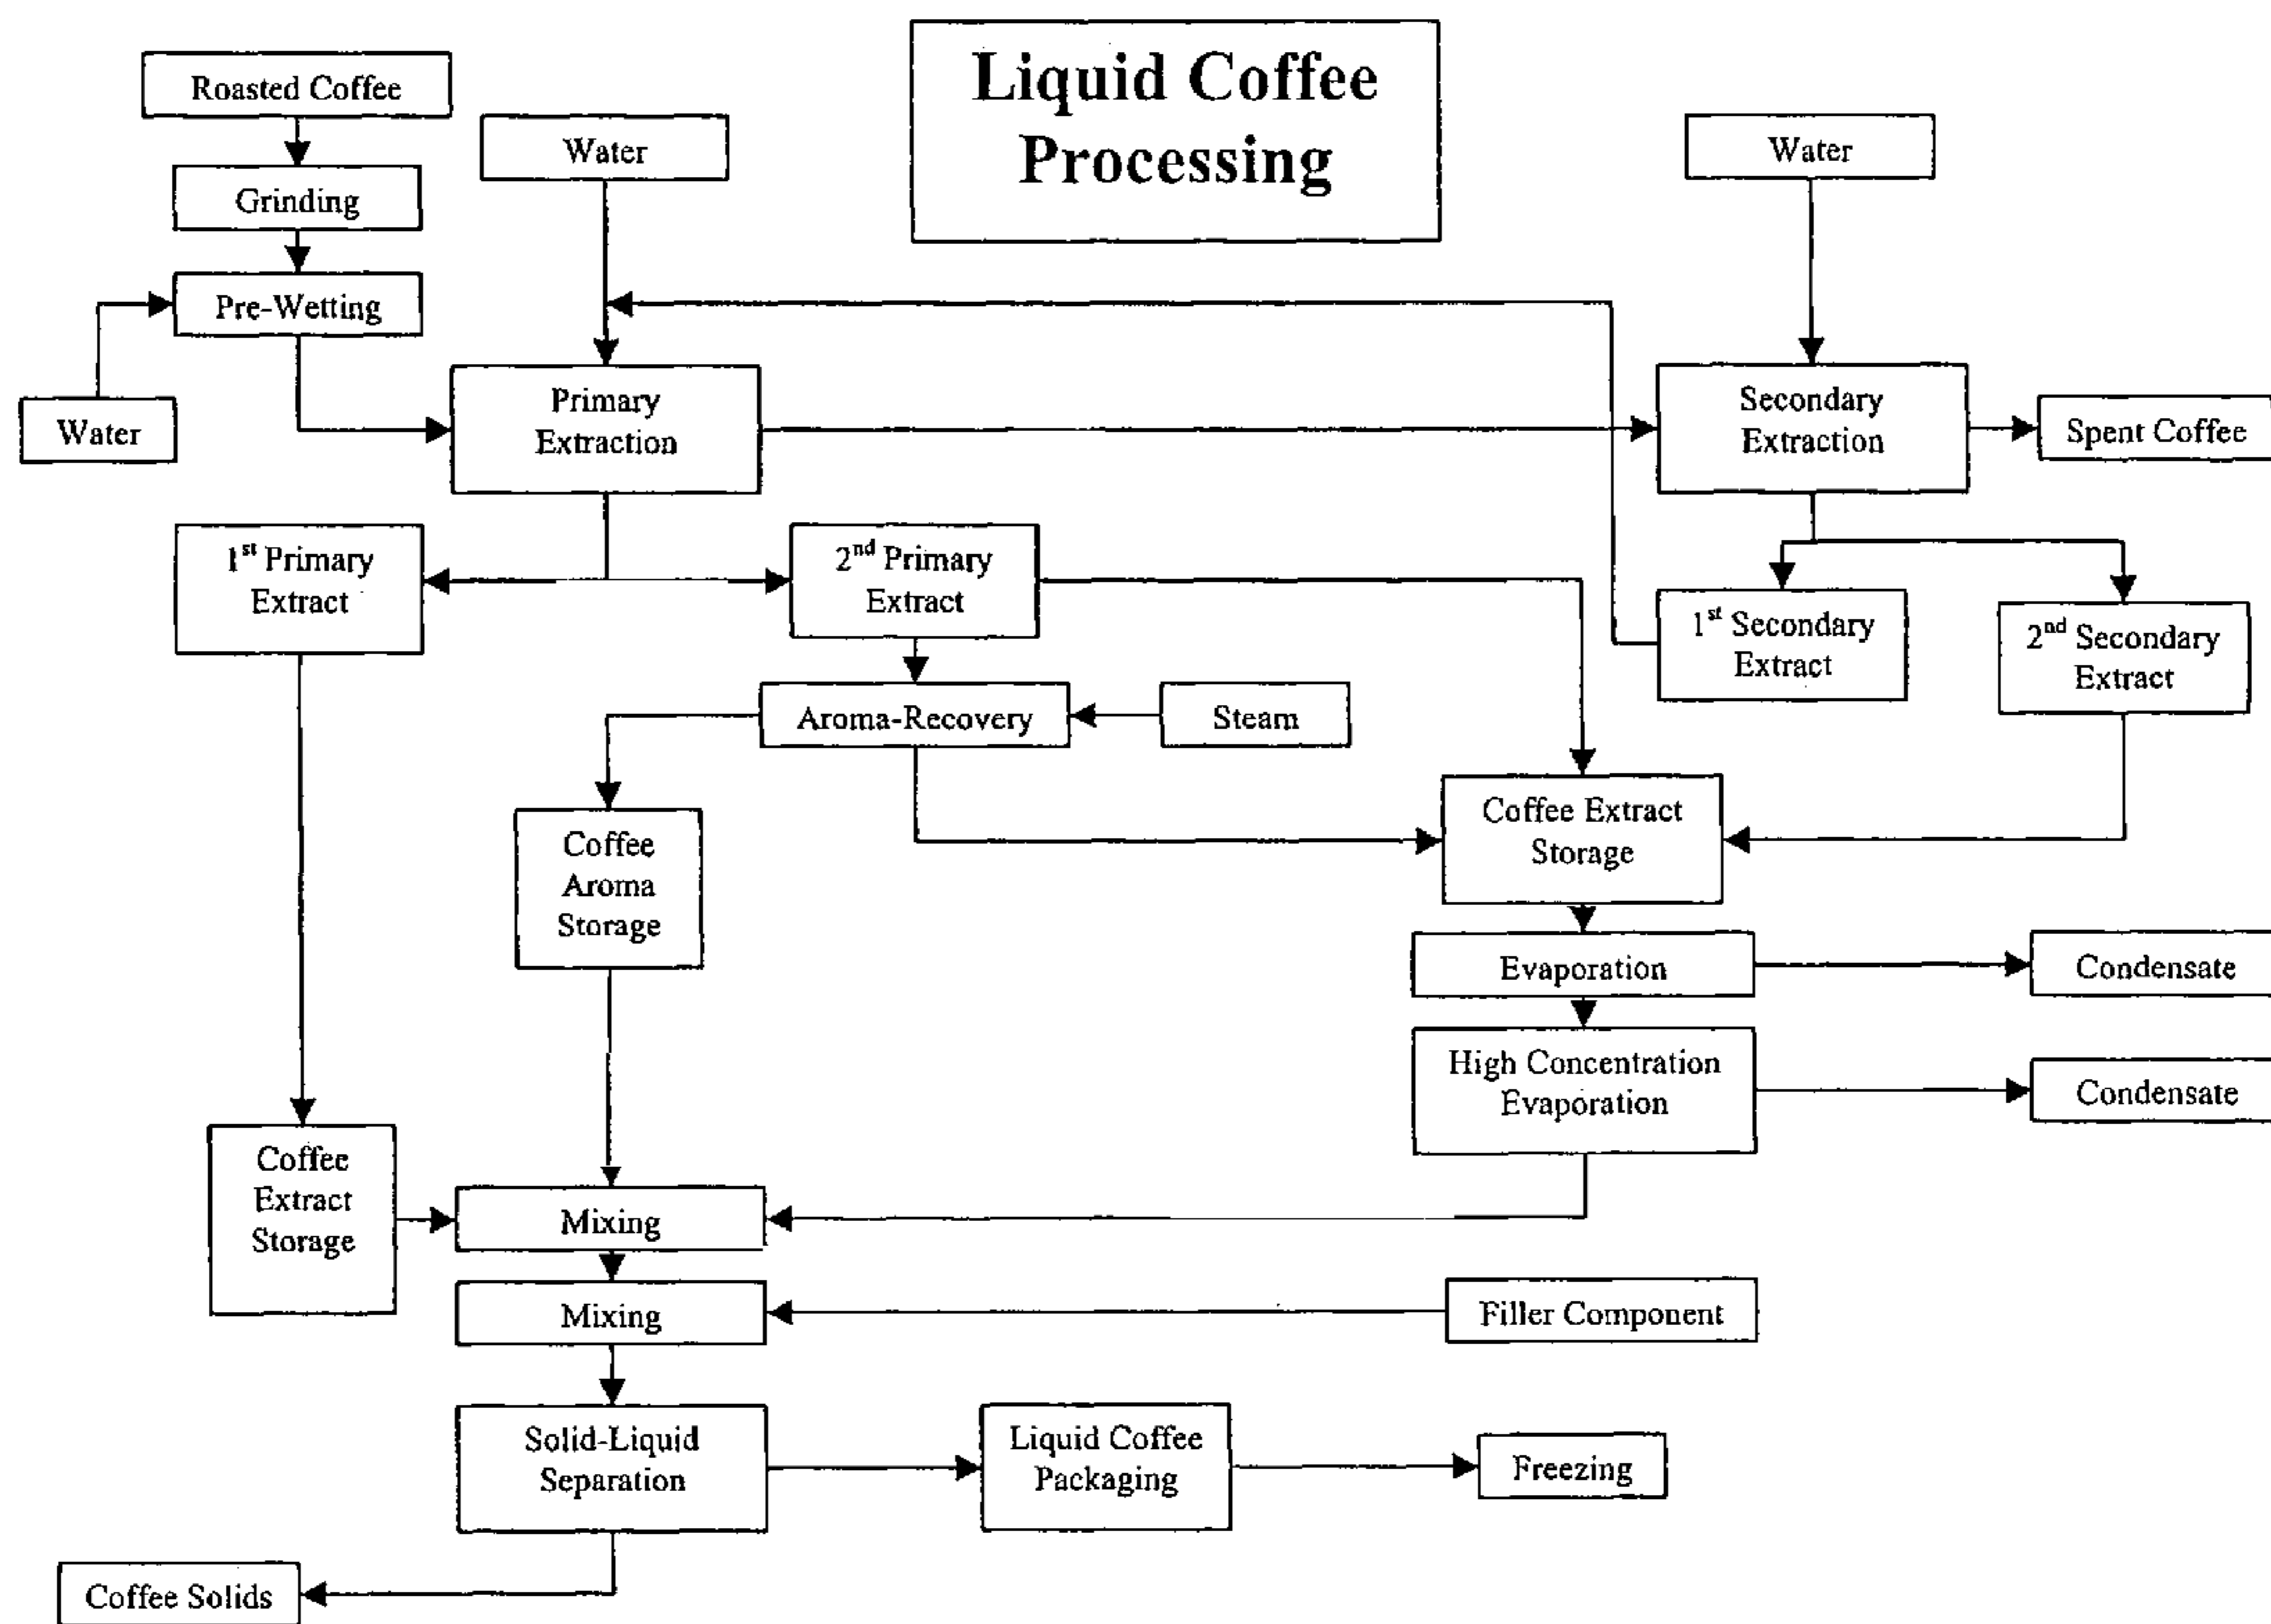 Liquid Coffee
Processing
Roasted Coffee
Water
Water
Grinding
Pre-Wetting
Water
Primary
Extraction
Secondary
Extraction
Spent Coffee
1st Primary
Extract
2nd Primary
Extract
1st Secondary
Extract
2nd Secondary
Extract
Aroma-Recovery
Steam
Coffee
Aroma
Storage
Coffee Extract
Storage
Evaporation
Condensate
High Concentration
Evaporation
Condensate
Coffee
Extract
Storage
Mixing
Mixing
Filler Component
Solid-Liquid
Separation
Liquid Coffee
Packaging
Freezing
Coffee Solids